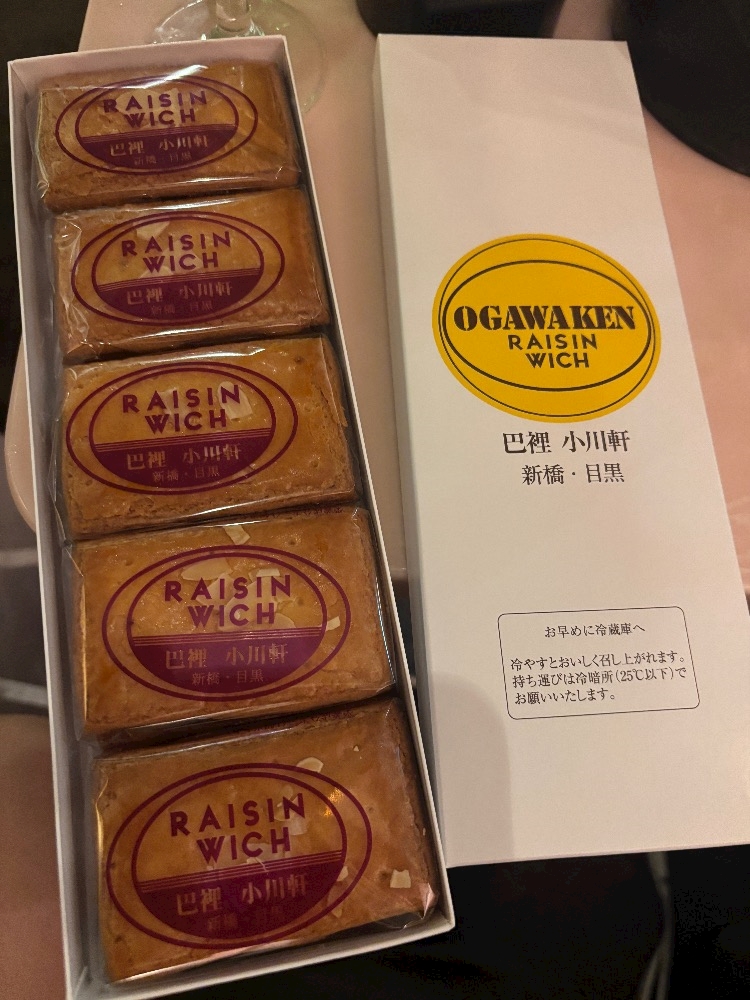 RAISIN
WICH
巴裡 小川軒
新橋・目黒
RAISIN
WICH
巴裡 小川軒
新橋・目黒
RAISIN
WICH
巴裡 小川軒
新橋・目黒
RAISIN
WICH
巴裡 小川軒
新橋・目黒
RAISIN
WICH
巴裡 小川軒
新橋・目黒
OGAWAKEN
RAISIN
WICH
巴裡 小川軒
新橋・目黒
お早めに冷蔵庫へ
冷やすとおいしく召し上がれます。
持ち運びは冷暗所(25℃以下)で
お願いいたします。